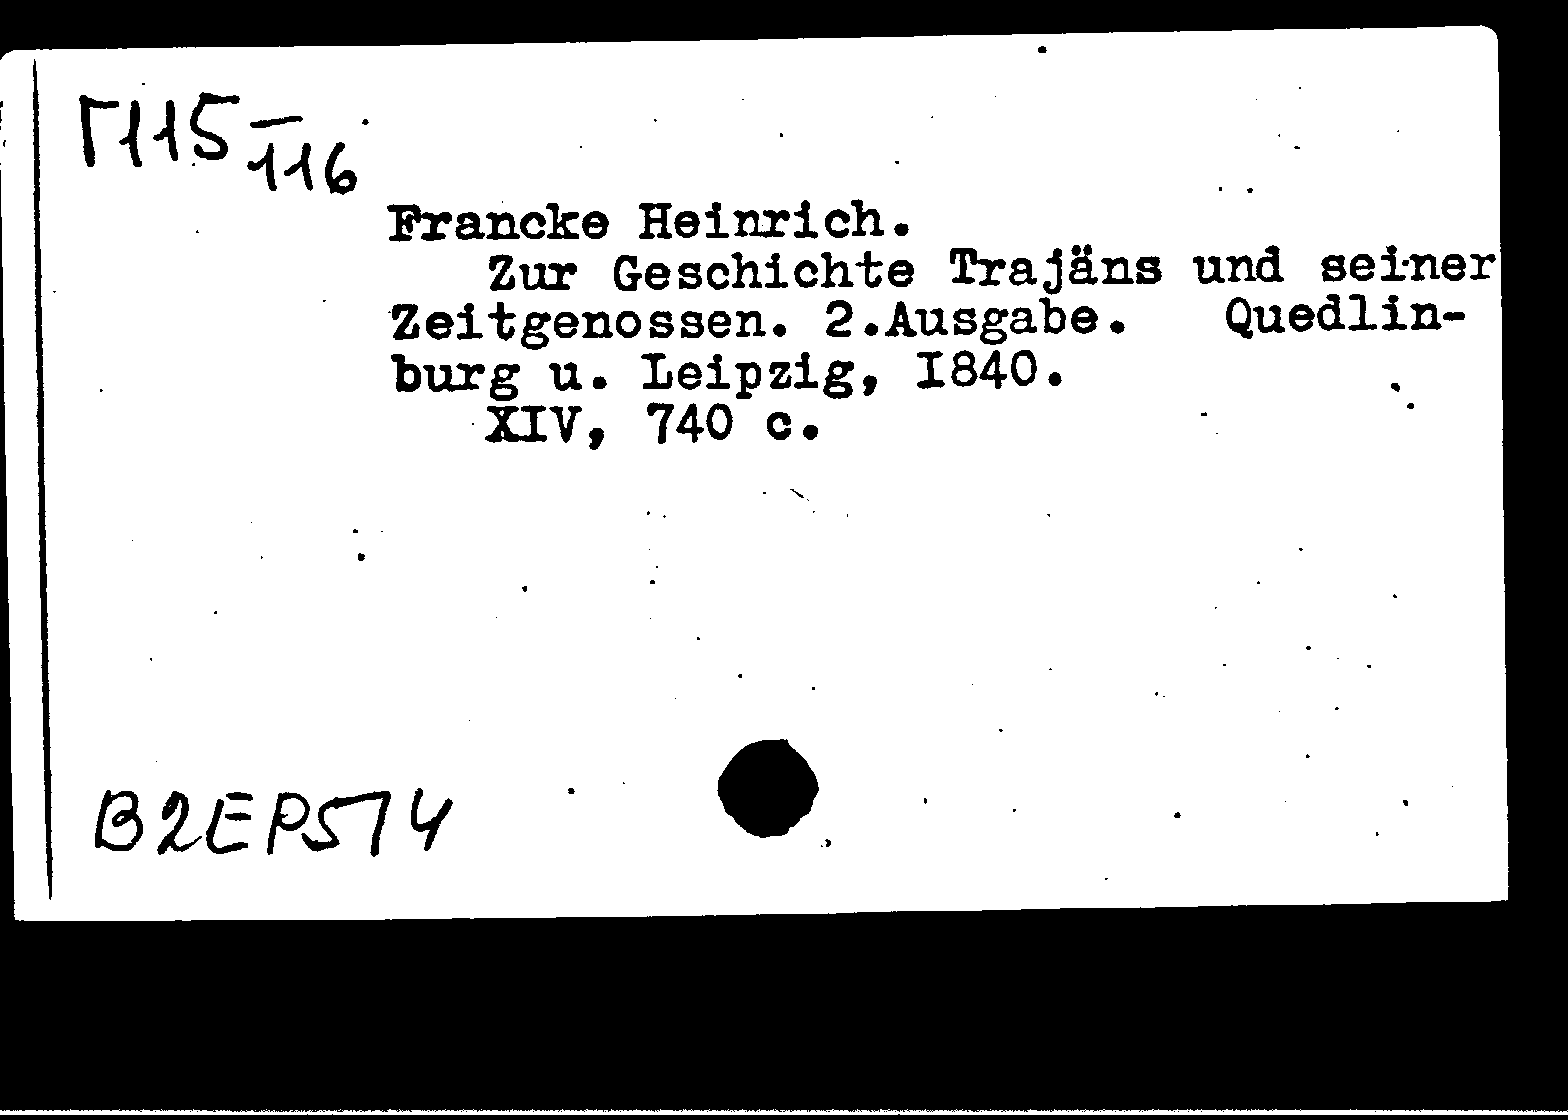 Г115
116
Francke Heinrich.
Zur Geschichte Trajäns und seiner
Zeitgenossen. 2.Ausgabe. Quedlin-
burg u. Leipzig, I840.
XIV, 740 c.
B2EP574